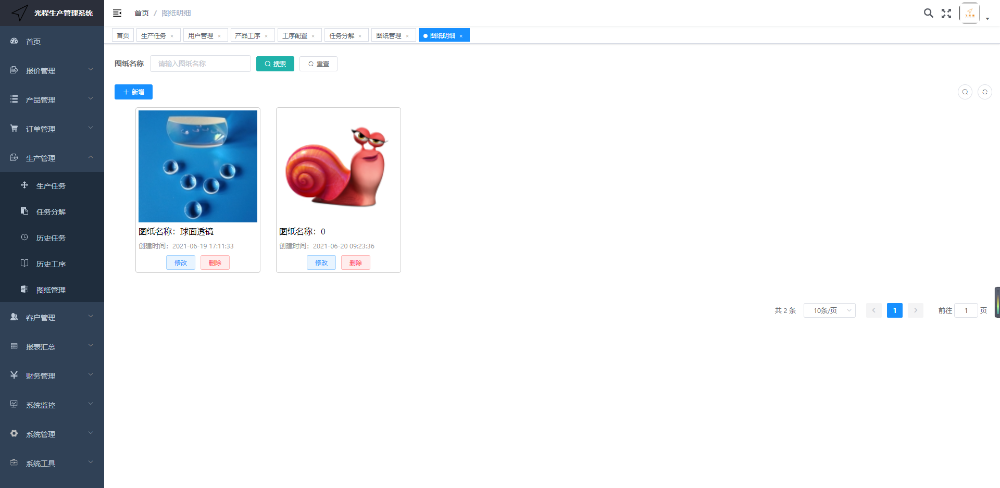 光程生产管理系统
首页
报价管理
产品管理
订单管理
生产管理
生产任务
任务分解
历史任务
历史工序
图纸管理
客户管理
报表汇总
财务管理
系统监控
系统管理
系统工具
首页 / 图纸明细
首页 生产任务 × 用户管理 × 产品工序 × 工序配置 × 任务分解 × 图纸管理 × 图纸明细 ×
图纸名称 请输入图纸名称 搜索 重置
新增
图纸名称：球面透镜
创建时间：2021-06-19 17:11:33
修改 删除
图纸名称：0
创建时间：2021-06-20 09:23:36
修改 删除
共 2 条 10条/页 1 前往 1 页